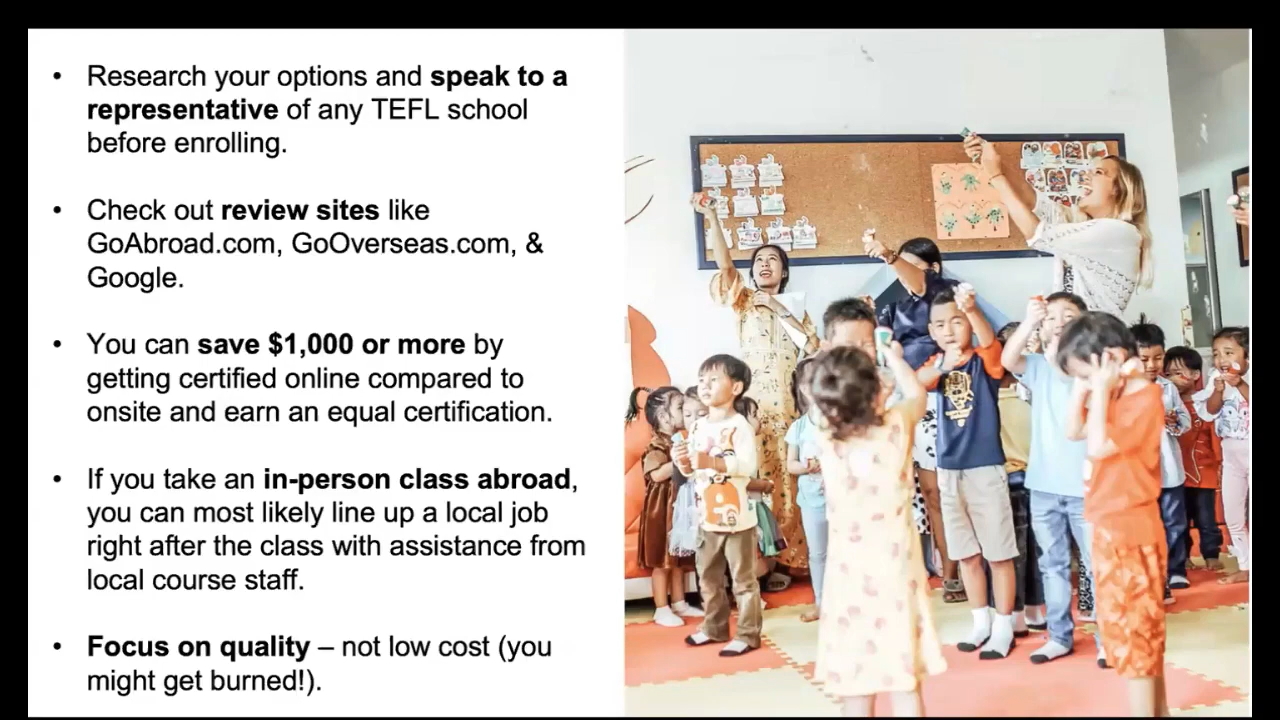 • Research your options and speak to a
representative of any TEFL school
before enrolling.
• Check out review sites like
GoAbroad.com, GoOverseas.com, &
Google.
• You can save $1,000 or more by
getting certified online compared to
onsite and earn an equal certification.
• If you take an in-person class abroad,
you can most likely line up a local job
right after the class with assistance from
local course staff.
• Focus on quality – not low cost (you
might get burned!).